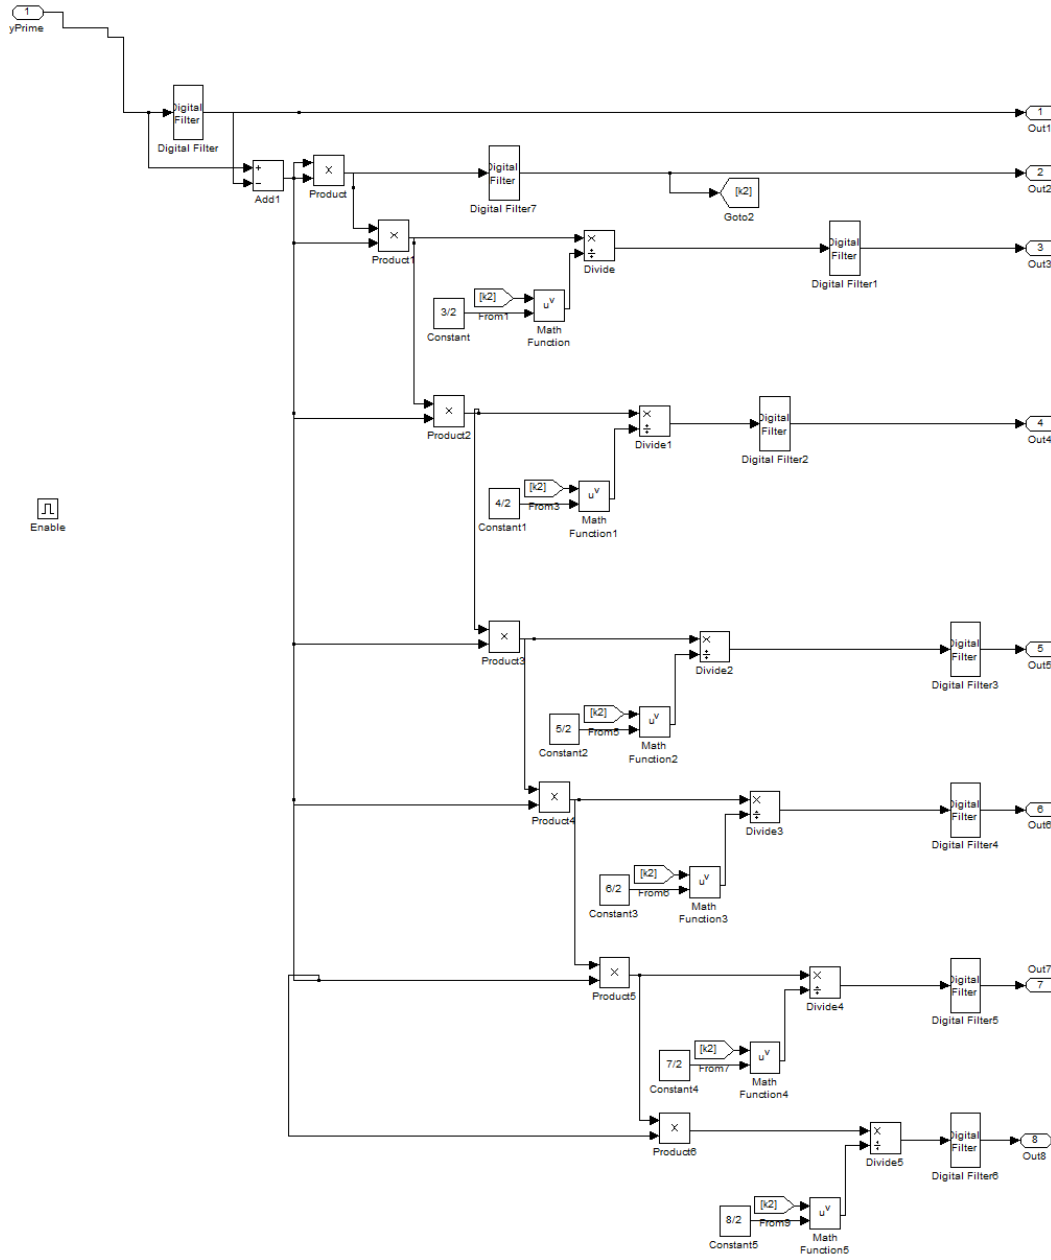 1
yPrime
Digital
Filter
Digital Filter
1
Out1
+
−
Add1
×
Product
Digital
Filter
Digital Filter7
[k2]
Goto2
2
Out2
×
Product1
×
÷
Divide
Digital
Filter
Digital Filter1
3
Out3
3/2
Constant
[k2]
From1
u^v
Math
Function
×
Product2
×
÷
Divide1
Digital
Filter
Digital Filter2
4
Out4
4/2
Constant1
[k2]
From3
u^v
Math
Function1
Enable
×
Product3
×
÷
Divide2
Digital
Filter
Digital Filter3
5
Out5
5/2
Constant2
[k2]
From5
u^v
Math
Function2
×
Product4
×
÷
Divide3
Digital
Filter
Digital Filter4
6
Out6
6/2
Constant3
[k2]
From6
u^v
Math
Function3
×
Product5
×
÷
Divide4
Digital
Filter
Digital Filter5
Out7
7
7/2
Constant4
[k2]
From7
u^v
Math
Function4
×
Product6
×
÷
Divide5
Digital
Filter
Digital Filter6
8
Out8
8/2
Constant5
[k2]
From9
u^v
Math
Function5